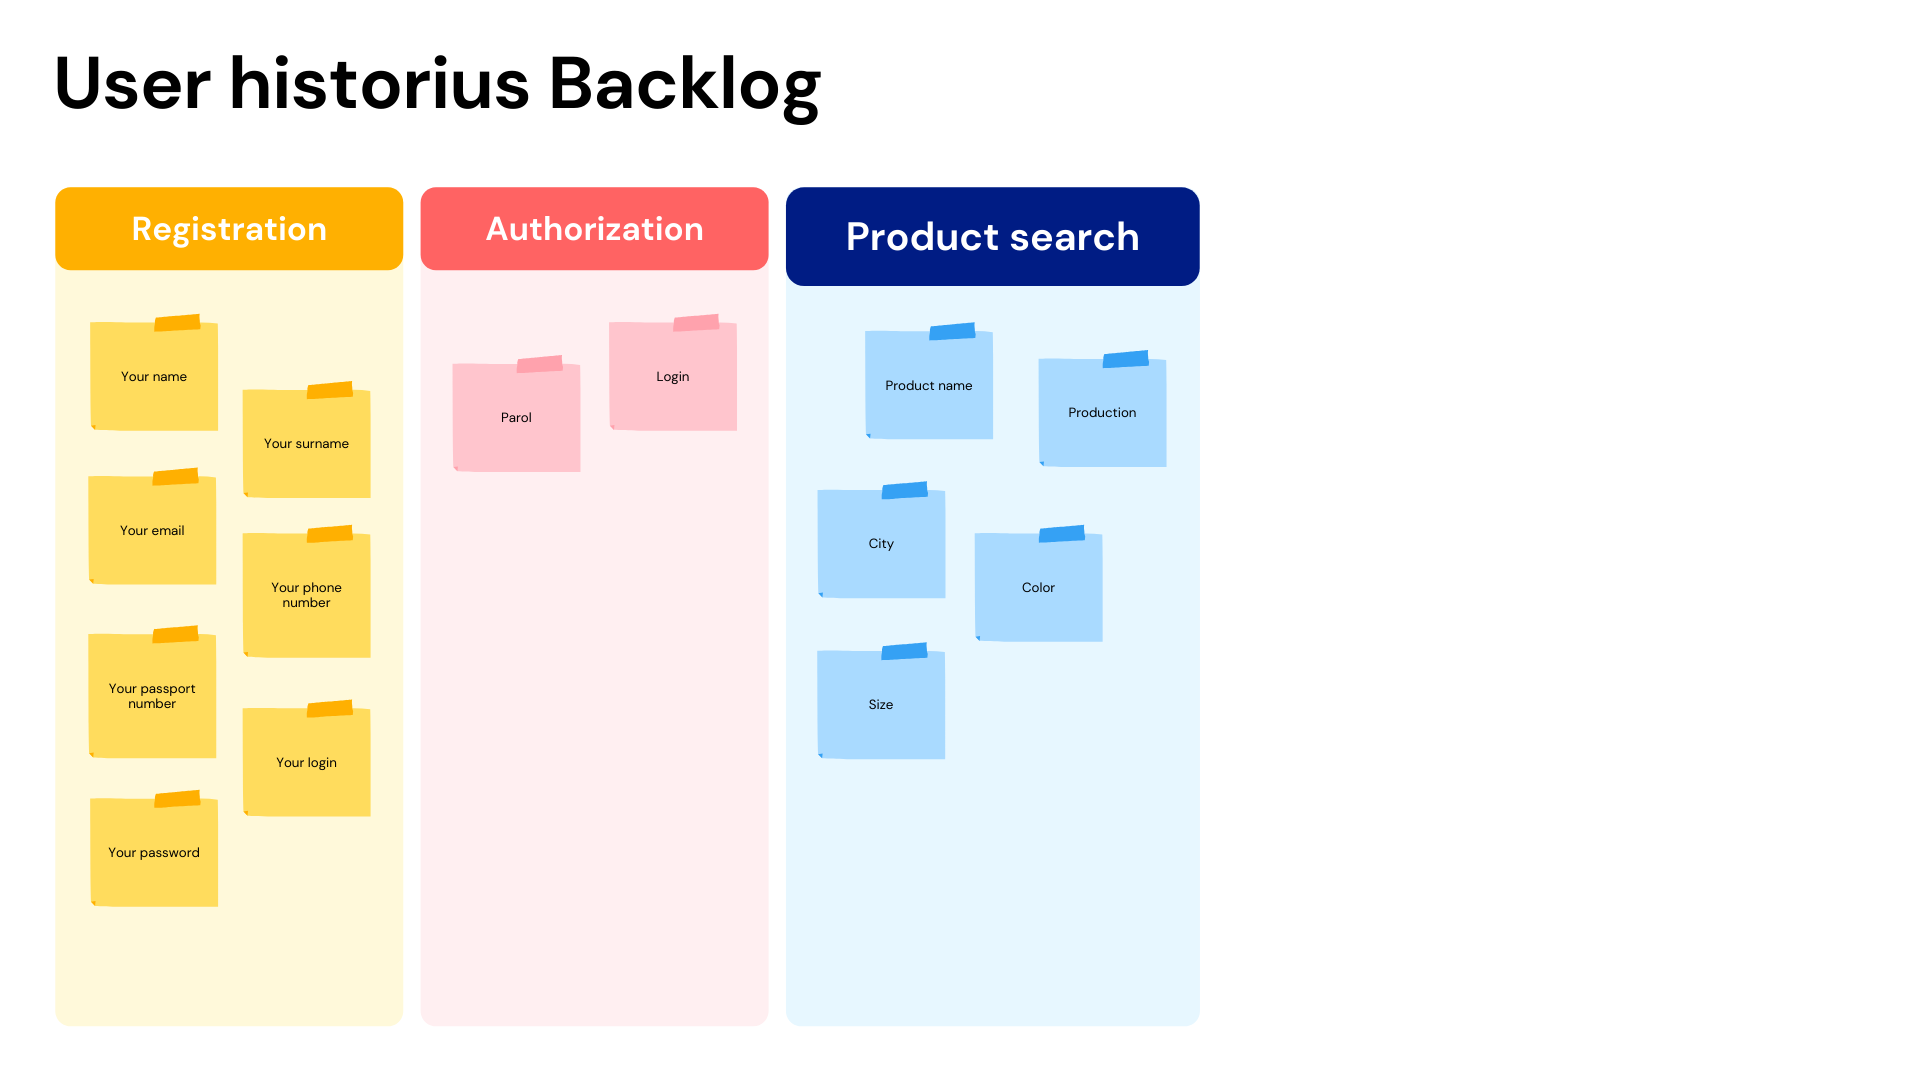 User historius Backlog
Registration
Your name
Your surname
Your email
Your phone
number
Your passport
number
Your login
Your password
Authorization
Login
Parol
Product search
Product name
Production
City
Color
Size